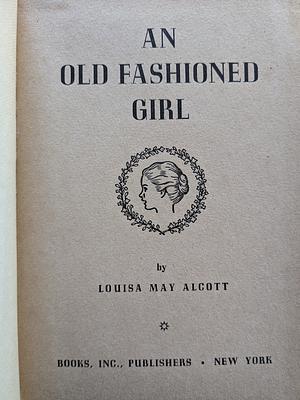 AN
OLD FASHIONED
GIRL
by
LOUISA MAY ALCOTT
BOOKS, INC., PUBLISHERS • NEW YORK